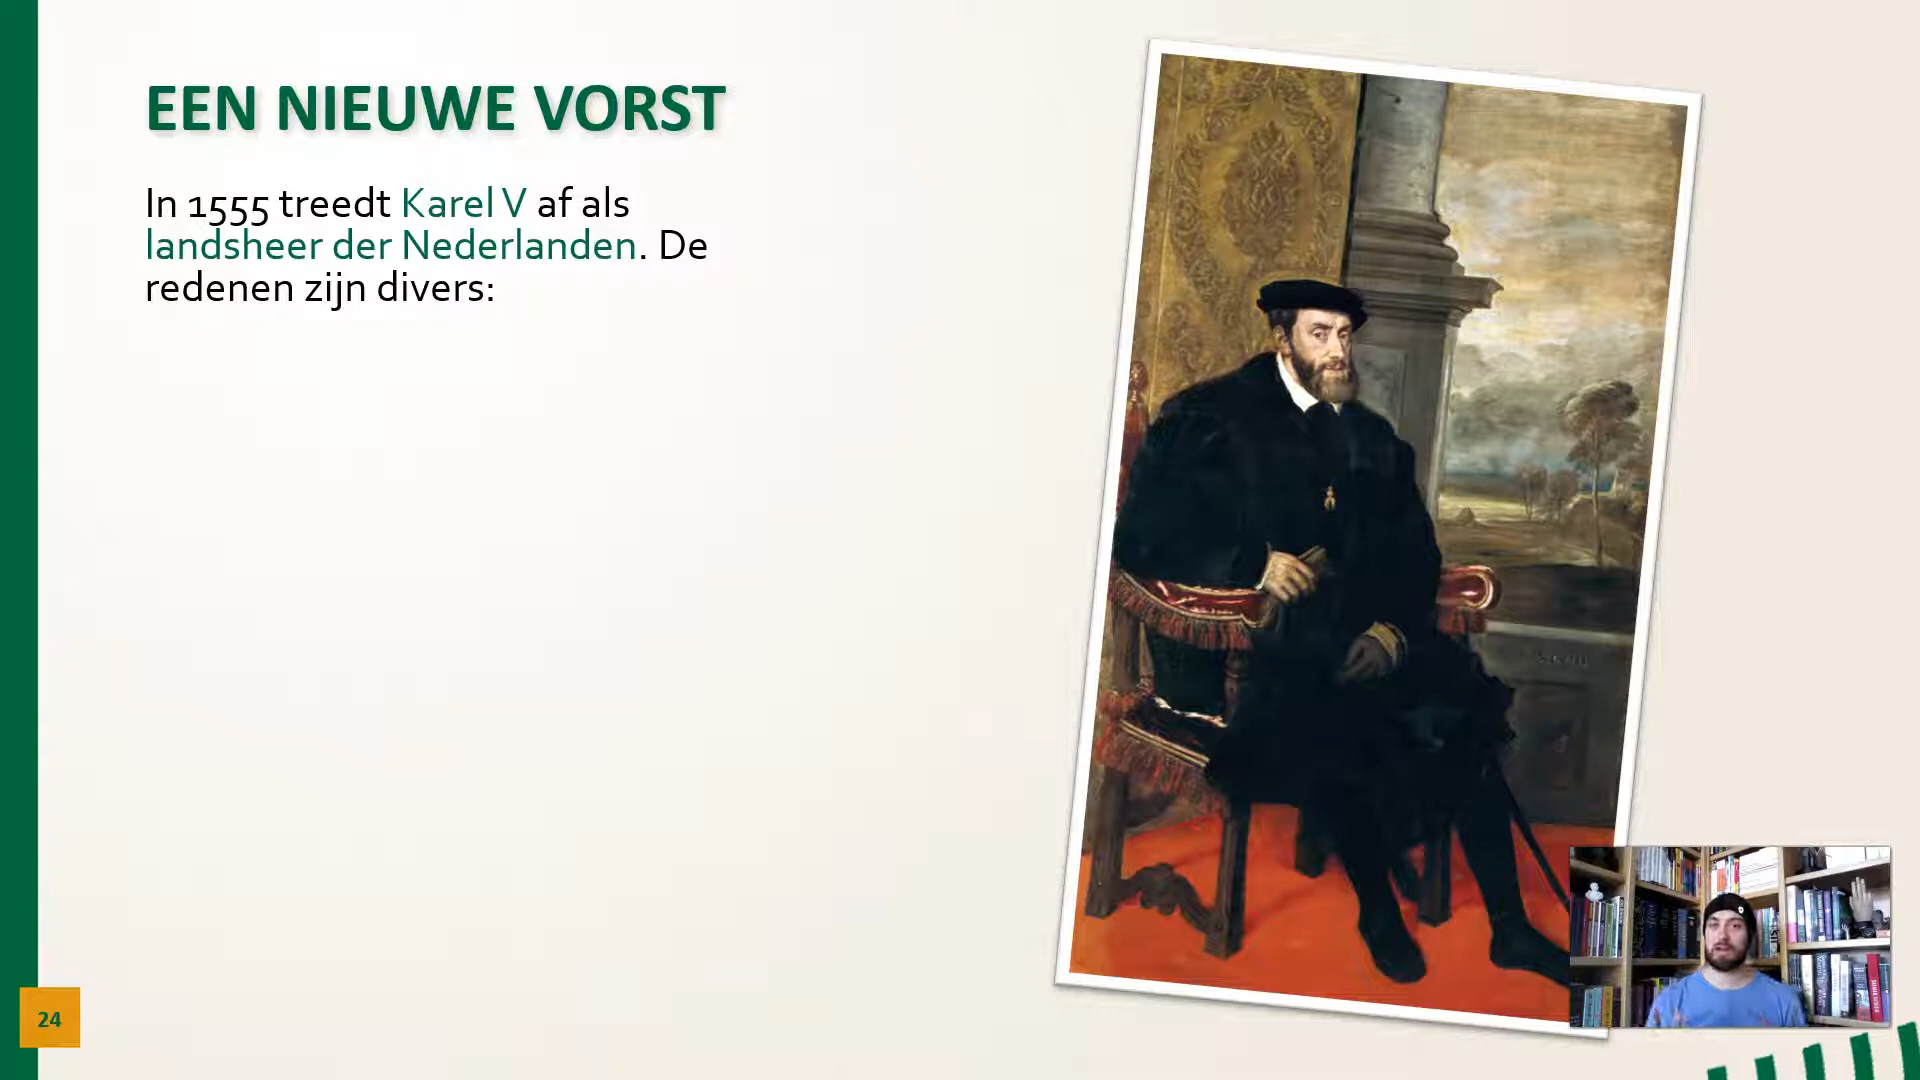 EEN NIEUWE VORST
In 1555 treedt Karel V af als
landsheer der Nederlanden. De
redenen zijn divers:
24